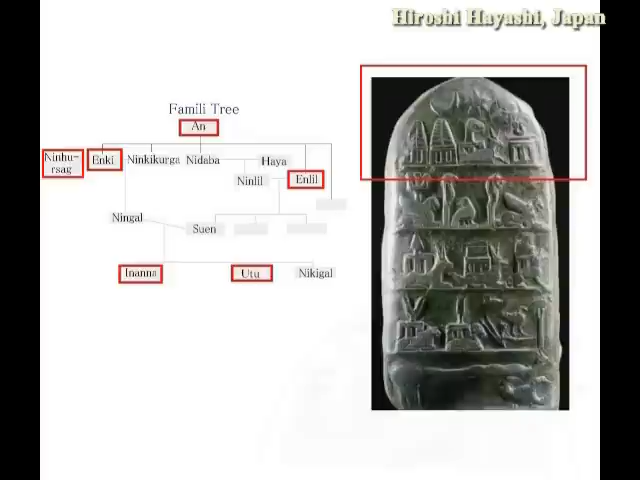 Hiroshi Hayashi, Japan
Famili Tree
An
Ninhu-
rsag
Enki
Ninkikurga
Nidaba
Haya
Ninlil
Enlil
Ningal
Suen
Inanna
Utu
Nikigal